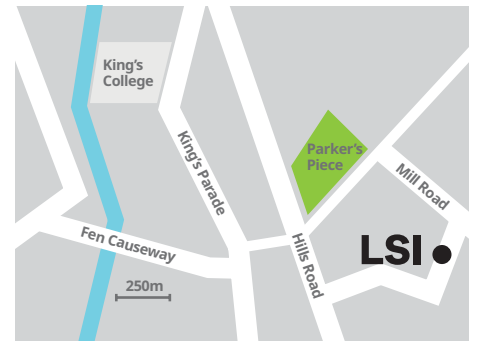 King's
College
King's Parade
Parker's
Piece
Mill Road
Fen Causeway
Hills Road
LSI
250m